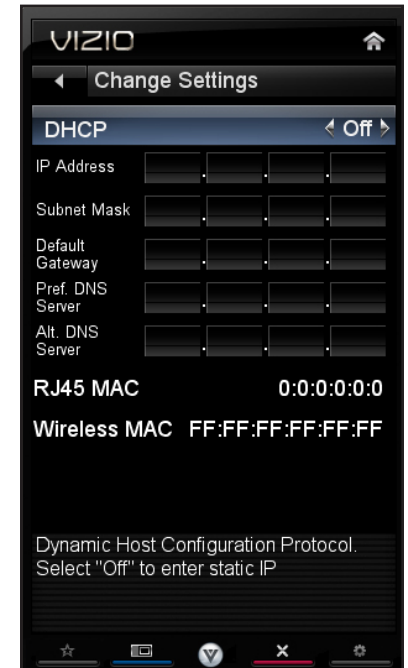 VIZIO
Change Settings
DHCP Off
IP Address . . .
Subnet Mask . . .
Default
Gateway . . .
Pref. DNS
Server . . .
Alt. DNS
Server . . .
RJ45 MAC 0:0:0:0:0:0
Wireless MAC FF:FF:FF:FF:FF:FF
Dynamic Host Configuration Protocol.
Select "Off" to enter static IP
V